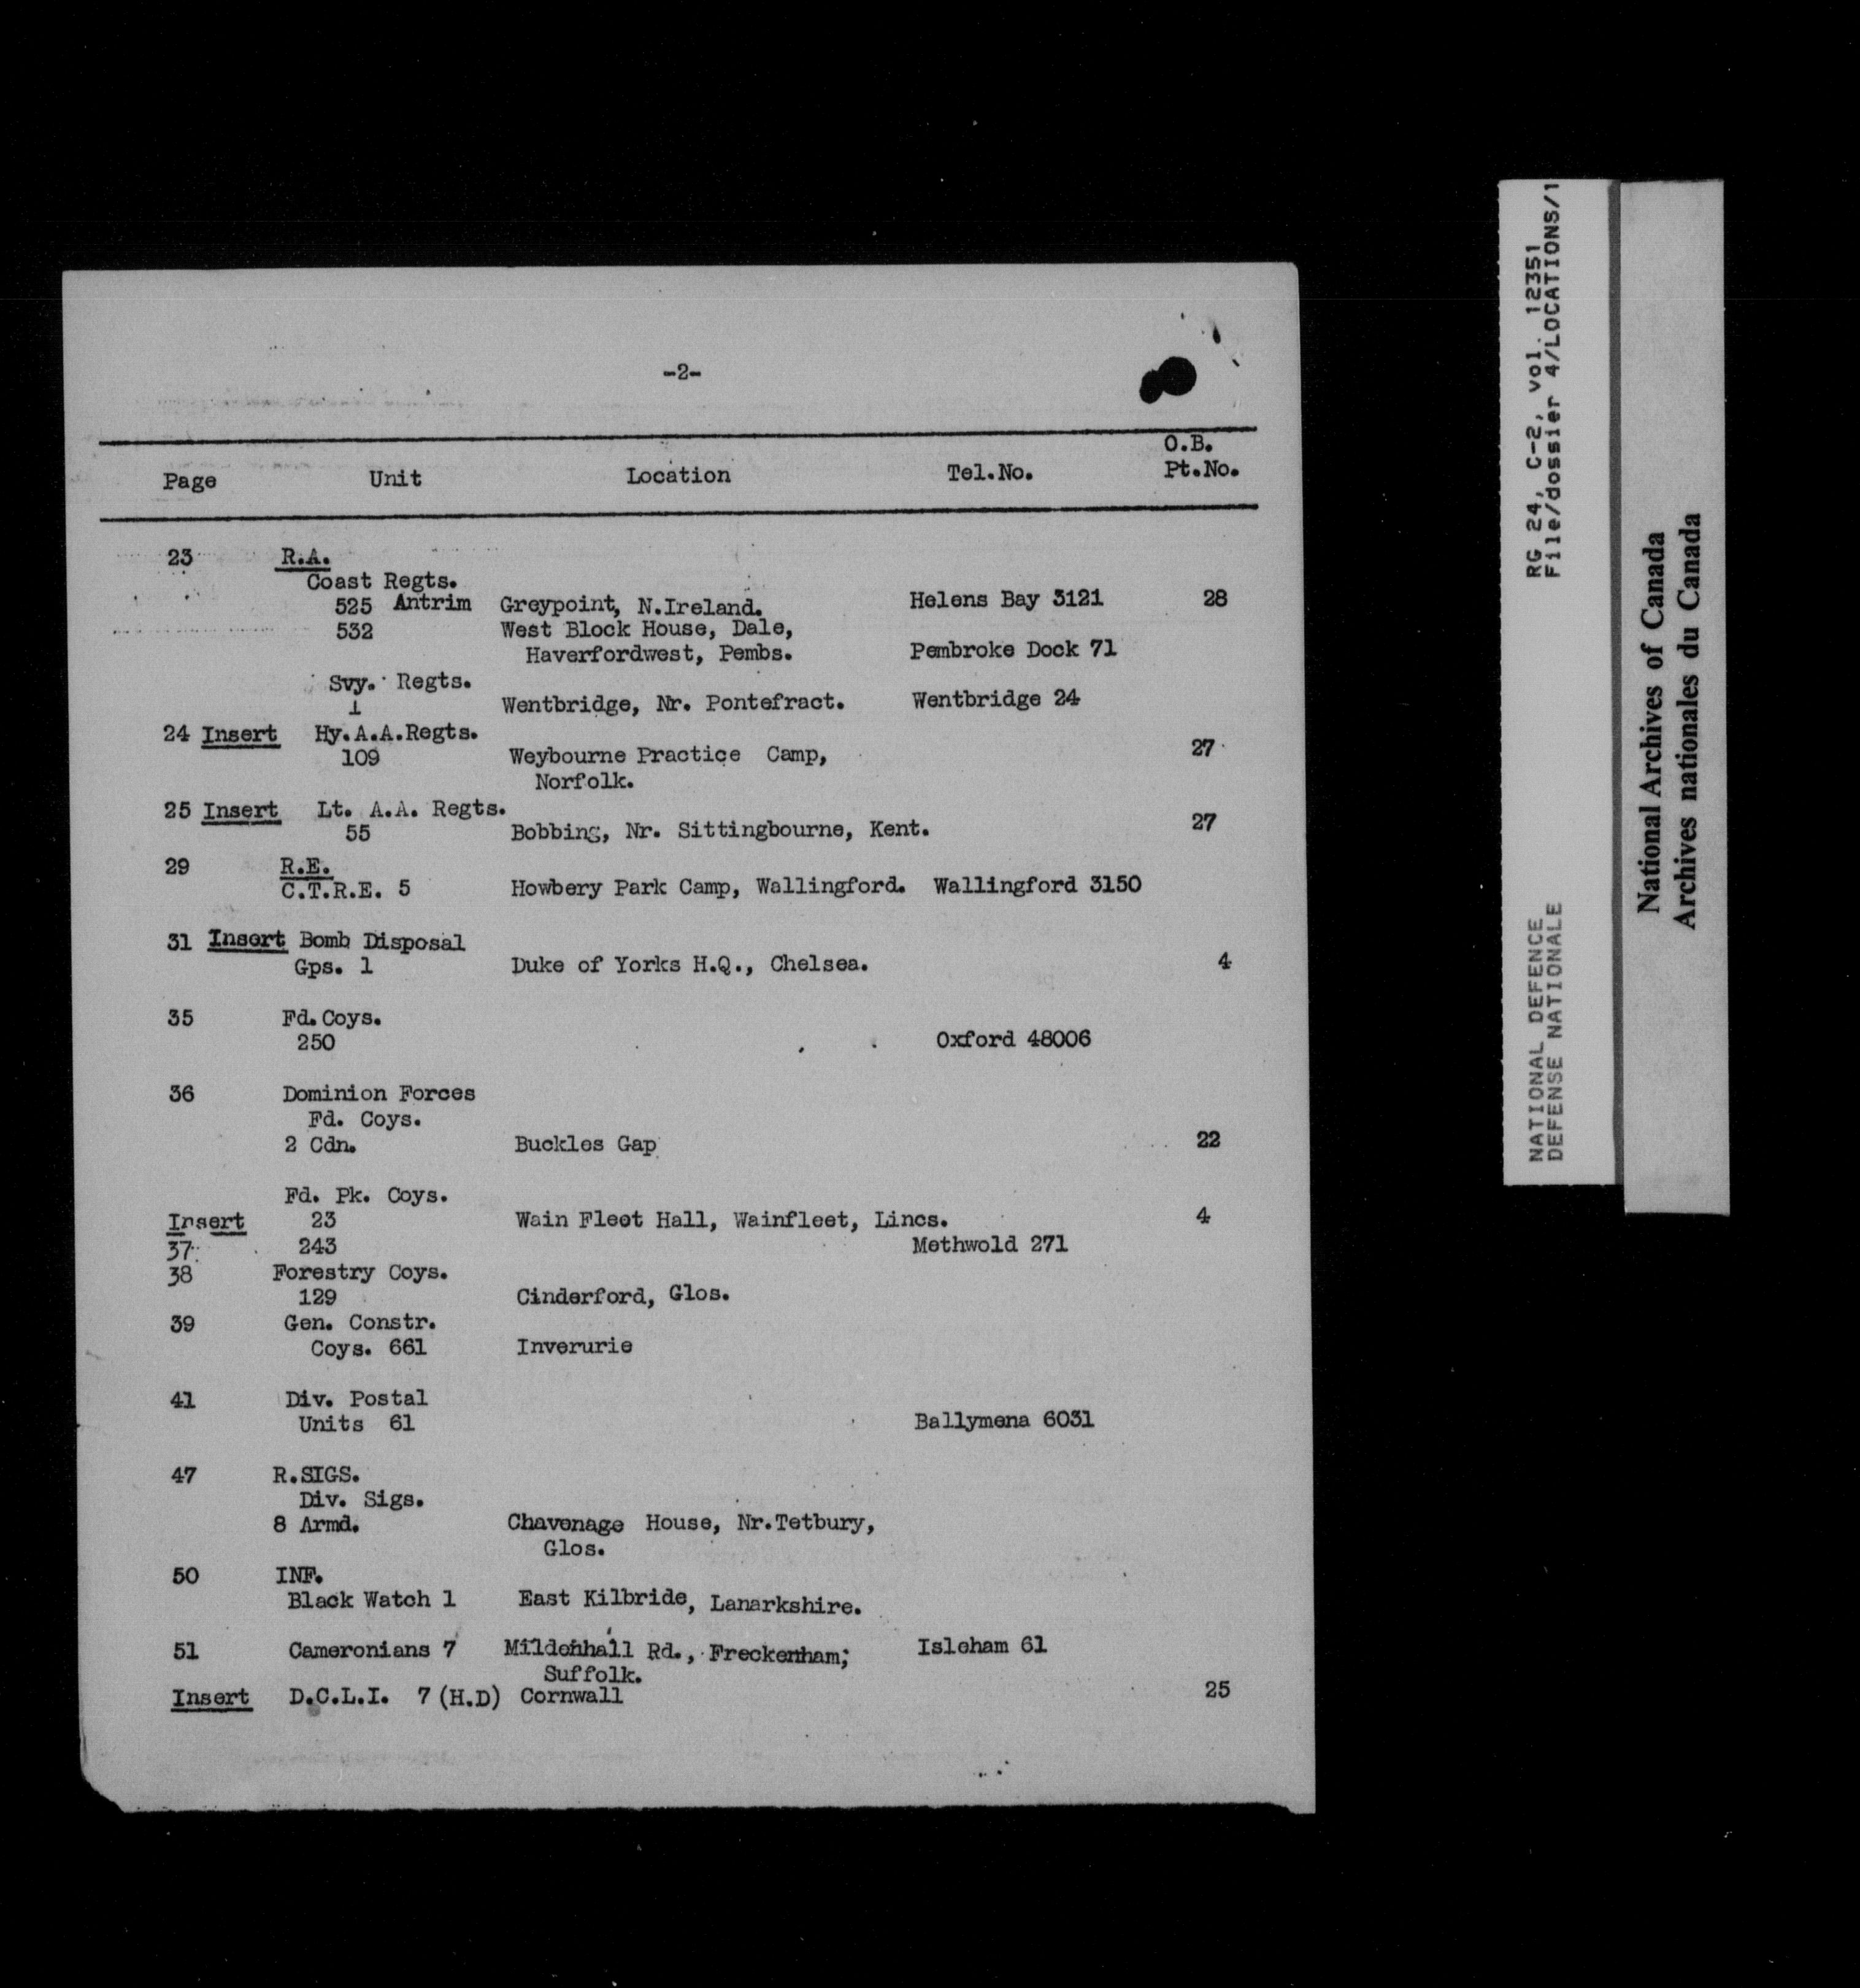 -2-
O.B.
Page Unit Location Tel.No. Pt.No.
23 R.A.
Coast Regts.
525 Antrim Greypoint, N.Ireland. Helens Bay 3121 28
532 West Block House, Dale,
Haverfordwest, Pembs. Pembroke Dock 71
Svy. Regts.
1 Wentbridge, Nr. Pontefract. Wentbridge 24
24 Insert Hy.A.A.Regts.
109 Weybourne Practice Camp, 27
Norfolk.
25 Insert Lt. A.A. Regts.
55 Bobbing, Nr. Sittingbourne, Kent. 27
29 R.E.
C.T.R.E. 5 Howbery Park Camp, Wallingford. Wallingford 3150
31 Insert Bomb Disposal
Gps. 1 Duke of Yorks H.Q., Chelsea. 4
35 Fd.Coys.
250 Oxford 48006
36 Dominion Forces
Fd. Coys.
2 Cdn. Buckles Gap 22
Fd. Pk. Coys.
Insert 23 Wain Fleet Hall, Wainfleet, Lincs. 4
37 243 Methwold 271
38 Forestry Coys.
129 Cinderford, Glos.
39 Gen. Constr.
Coys. 661 Inverurie
41 Div. Postal
Units 61 Ballymena 6031
47 R.SIGS.
Div. Sigs.
8 Armd. Chavenage House, Nr.Tetbury,
Glos.
50 INF.
Black Watch 1 East Kilbride, Lanarkshire.
51 Cameronians 7 Mildenhall Rd., Freckenham; Isleham 61
Suffolk.
Insert D.C.L.I. 7 (H.D) Cornwall 25
RG 24, C-2, vol. 12351
File/dossier 4/LOCATIONS/1
NATIONAL DEFENCE
DEFENSE NATIONALE
National Archives of Canada
Archives nationales du Canada